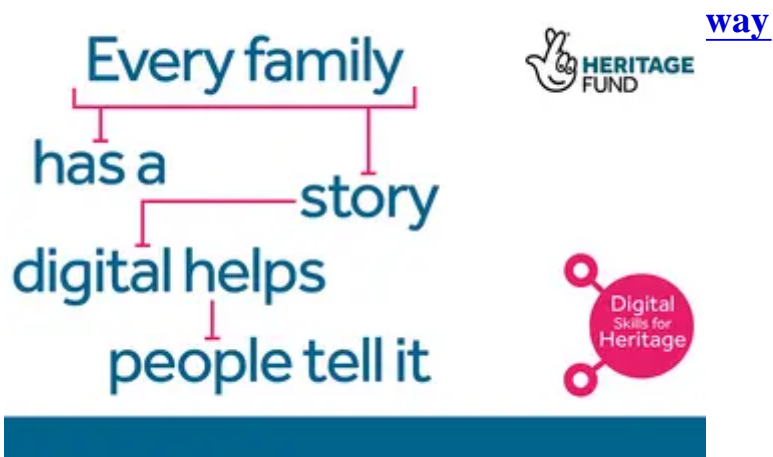 way
Every family
has a
story
digital helps
people tell it
HERITAGE
FUND
Digital
Skills for
Heritage